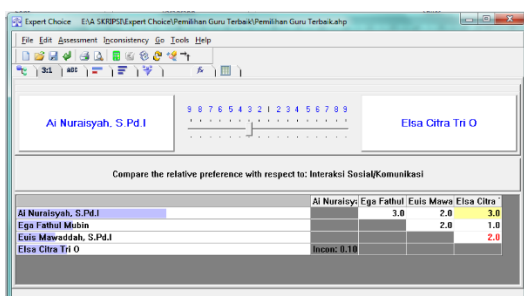 Expert Choice E:\A SKRIPSI\Expert Choice\Pemilihan Guru Terbaik\Pemilihan Guru Terbaik.ahp
File Edit Assessment Inconsistency Go Tools Help
3:1 ABC
9 8 7 6 5 4 3 2 1 2 3 4 5 6 7 8 9
Ai Nuraisyah, S.Pd.I Elsa Citra Tri O
Compare the relative preference with respect to: Interaksi Sosial/Komunikasi
Ai Nuraisy: Ega Fathul Euis Mawa Elsa Citra
Ai Nuraisyah, S.Pd.I 3.0 2.0 3.0
Ega Fathul Mubin 2.0 1.0
Euis Mawaddah, S.Pd.I 2.0
Elsa Citra Tri O Incon: 0.10